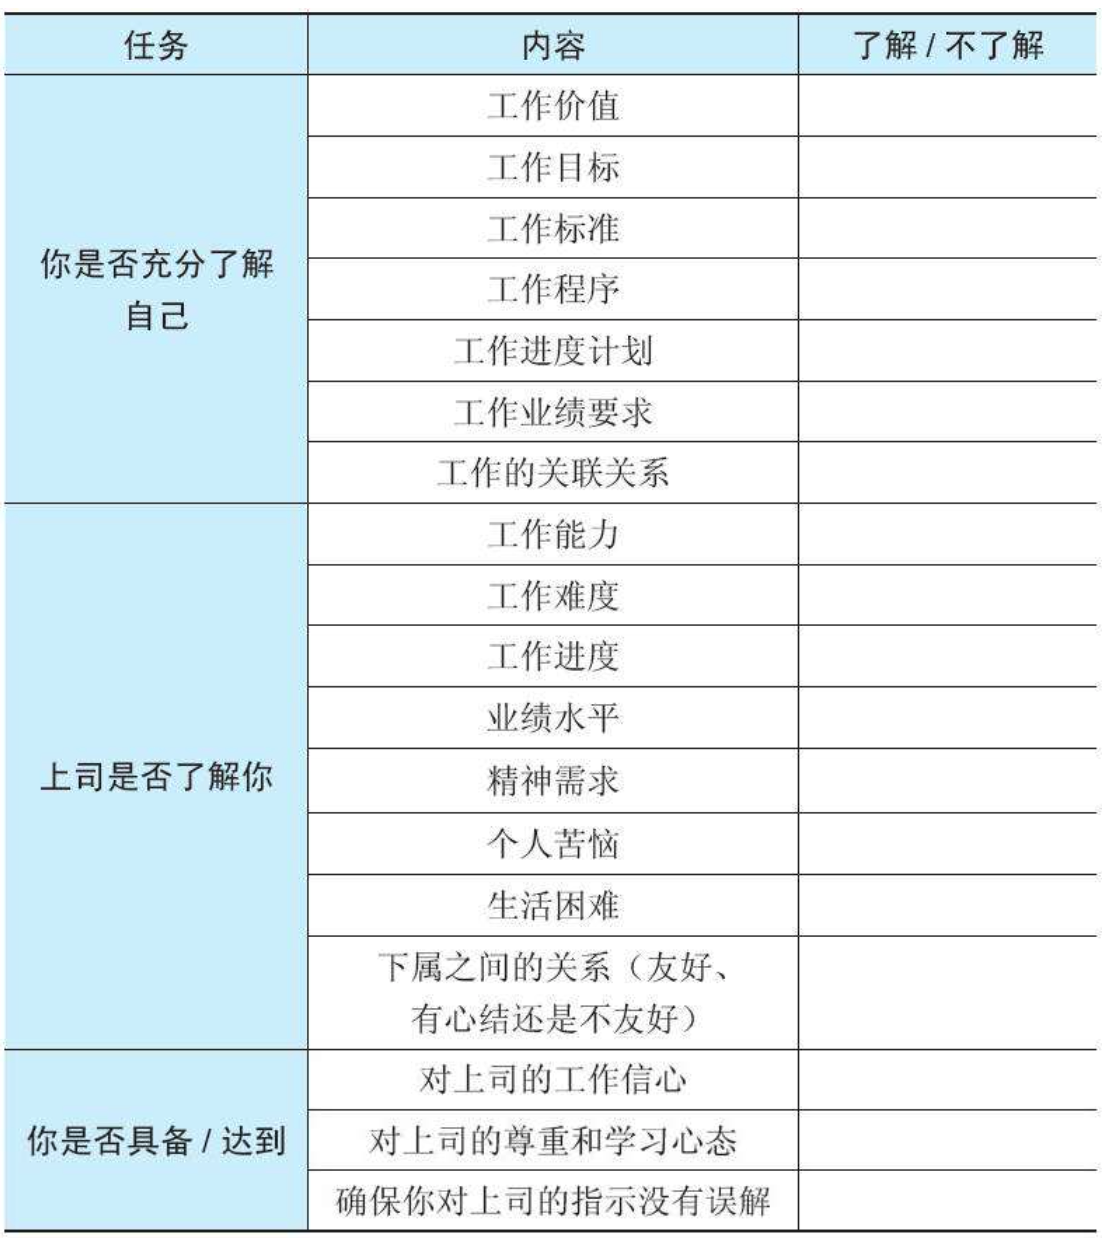 任务 内容 了解 / 不了解
你是否充分了解
自己
工作价值
工作目标
工作标准
工作程序
工作进度计划
工作业绩要求
工作的关联关系
上司是否了解你
工作能力
工作难度
工作进度
业绩水平
精神需求
个人苦恼
生活困难
下属之间的关系（友好、
有心结还是不友好）
你是否具备 / 达到
对上司的工作信心
对上司的尊重和学习心态
确保你对上司的指示没有误解